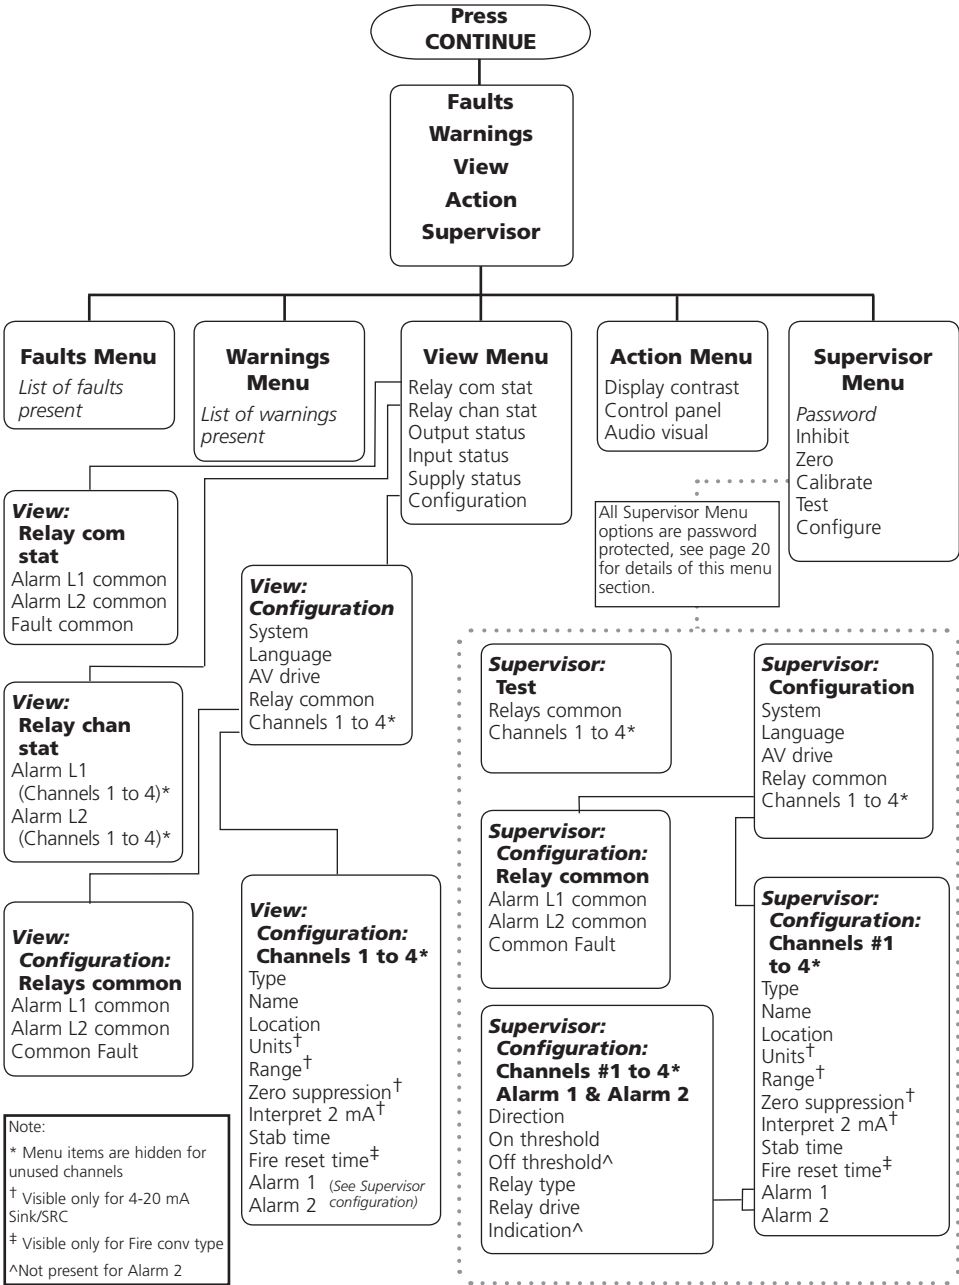 Press
CONTINUE
Faults
Warnings
View
Action
Supervisor
Faults Menu
List of faults
present
Warnings
Menu
List of warnings
present
View Menu
Relay com stat
Relay chan stat
Output status
Input status
Supply status
Configuration
Action Menu
Display contrast
Control panel
Audio visual
Supervisor
Menu
Password
Inhibit
Zero
Calibrate
Test
Configure
All Supervisor Menu
options are password
protected, see page 20
for details of this menu
section.
View:
Relay com
stat
Alarm L1 common
Alarm L2 common
Fault common
View:
Relay chan
stat
Alarm L1
(Channels 1 to 4)*
Alarm L2
(Channels 1 to 4)*
View:
Configuration:
Relays common
Alarm L1 common
Alarm L2 common
Common Fault
View:
Configuration
System
Language
AV drive
Relay common
Channels 1 to 4*
View:
Configuration:
Channels 1 to 4*
Type
Name
Location
Units†
Range†
Zero suppression†
Interpret 2 mA†
Stab time
Fire reset time‡
Alarm 1 (See Supervisor
Alarm 2 configuration)
Supervisor:
Test
Relays common
Channels 1 to 4*
Supervisor:
Configuration
System
Language
AV drive
Relay common
Channels 1 to 4*
Supervisor:
Configuration:
Relay common
Alarm L1 common
Alarm L2 common
Common Fault
Supervisor:
Configuration:
Channels #1
to 4*
Type
Name
Location
Units†
Range†
Zero suppression†
Interpret 2 mA†
Stab time
Fire reset time‡
Alarm 1
Alarm 2
Supervisor:
Configuration:
Channels #1 to 4*
Alarm 1 & Alarm 2
Direction
On threshold
Off threshold^
Relay type
Relay drive
Indication^
Note:
* Menu items are hidden for
unused channels
† Visible only for 4-20 mA
Sink/SRC
‡ Visible only for Fire conv type
^Not present for Alarm 2